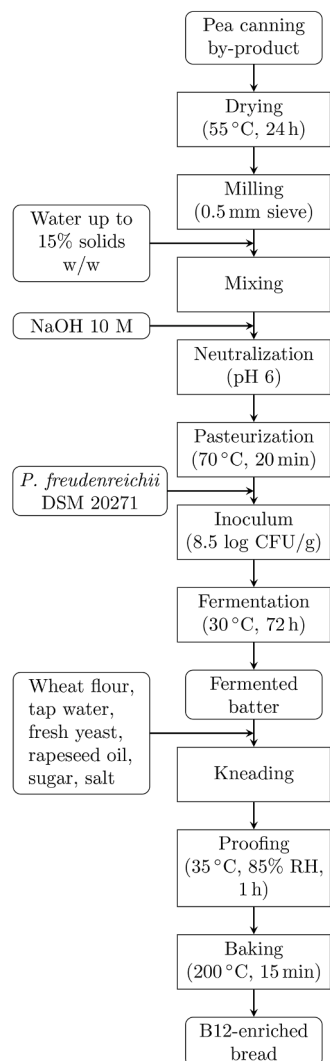 Pea canning
by-product
Drying
(55 °C, 24 h)
Milling
(0.5 mm sieve)
Water up to
15% solids
w/w
Mixing
NaOH 10 M
Neutralization
(pH 6)
Pasteurization
(70 °C, 20 min)
P. freudenreichii
DSM 20271
Inoculum
(8.5 log CFU/g)
Fermentation
(30 °C, 72 h)
Fermented
batter
Wheat flour,
tap water,
fresh yeast,
rapeseed oil,
sugar, salt
Kneading
Proofing
(35 °C, 85% RH,
1 h)
Baking
(200 °C, 15 min)
B12-enriched
bread